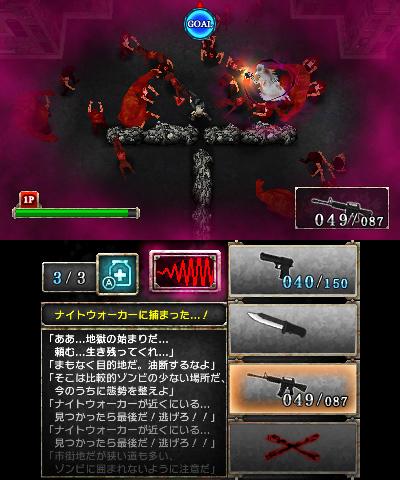 GOAL
1P
049/087
3/3
A
040/150
ナイトウォーカーに捕まった...！
「ああ...地獄の始まりだ...
頼む...生き残ってくれ...」
「まもなく目的地だ。油断するなよ」
「そこは比較的ゾンビの少ない場所だ、
今のうちに態勢を整えよ」
049/087
「ナイトウォーカーが近くにいる...
見つかったら最後だ！逃げろ！！」
「ナイトウォーカーが近くにいる...
見つかったら最後だ！逃げろ！！」
「市街地だが狭い道も多い、
ゾンビに囲まれないように注意だ」